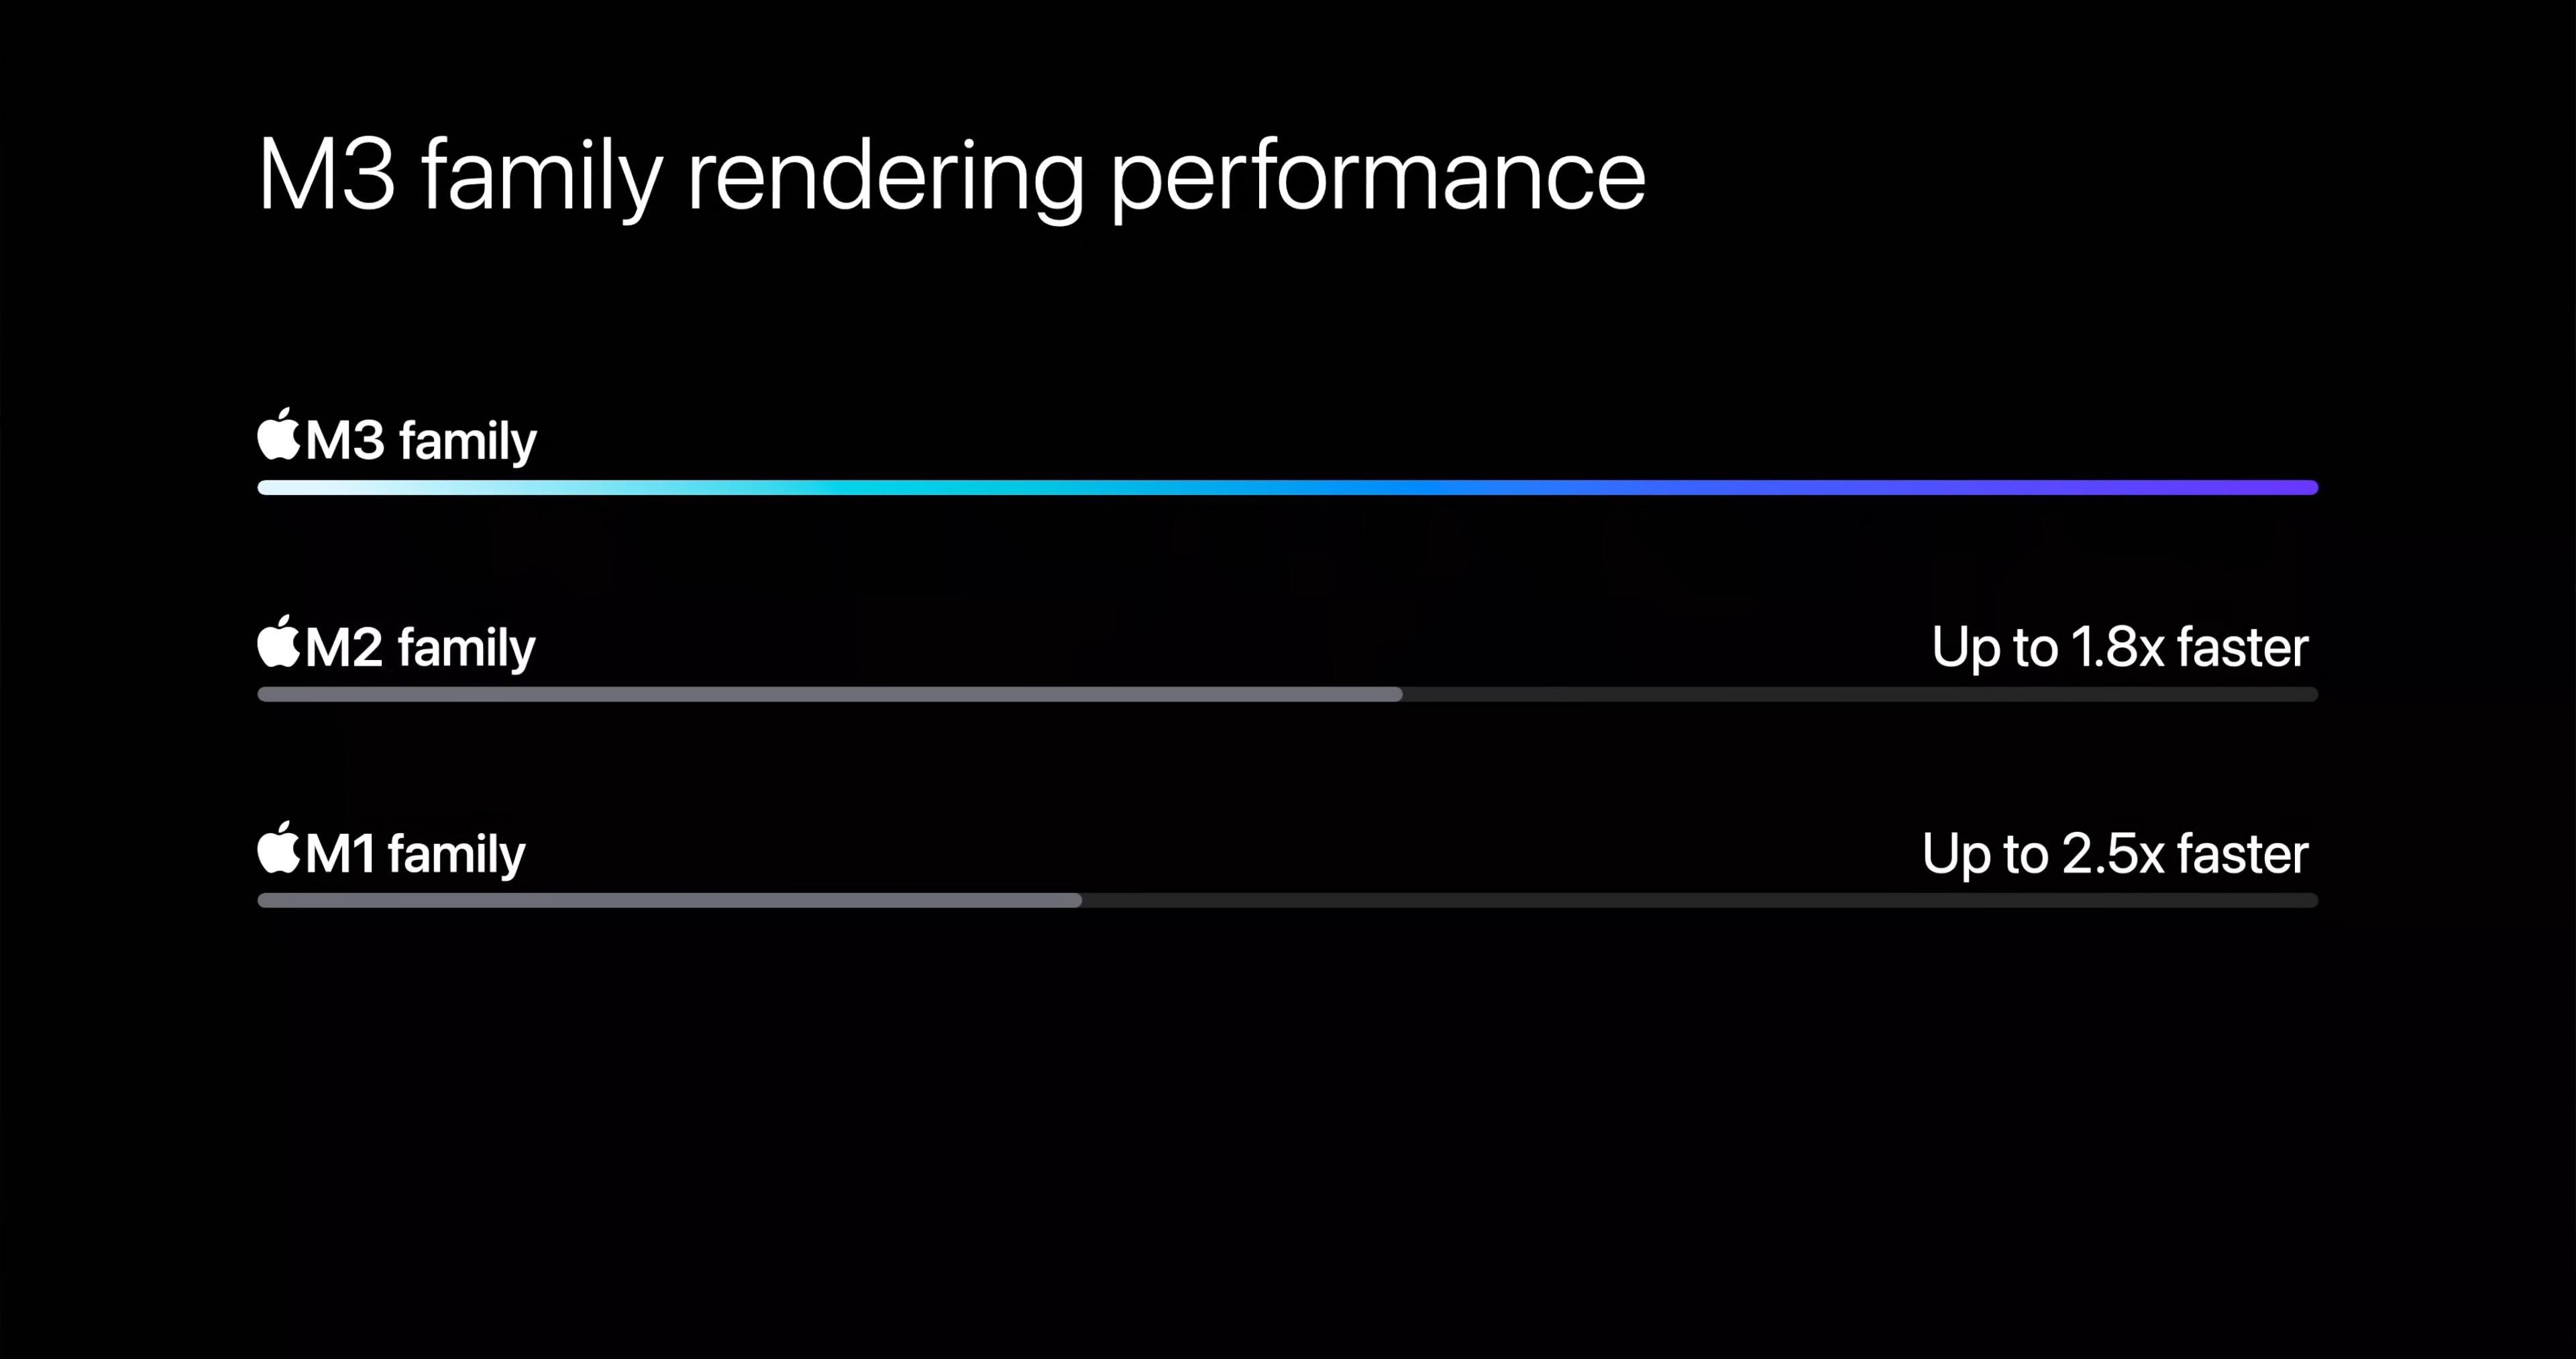 M3 family rendering performance
M3 family
M2 family
Up to 1.8x faster
M1 family
Up to 2.5x faster